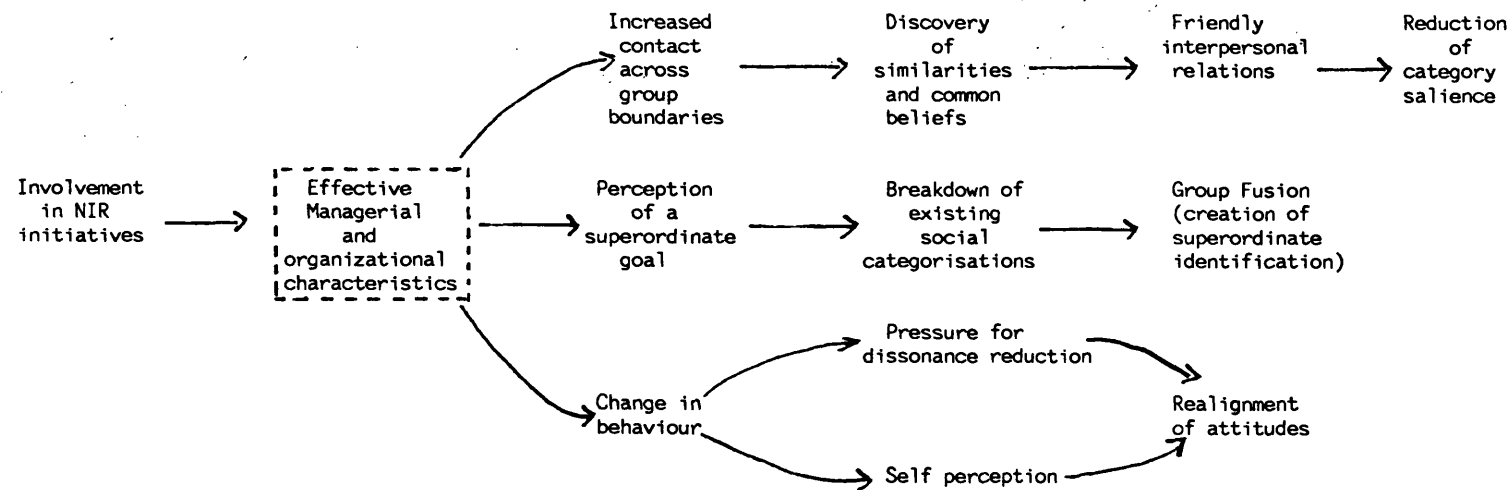 Increased
contact
across
group
boundaries
Discovery
of
similarities
and common
beliefs
Friendly
interpersonal
relations
Reduction
of
category
salience
Involvement
in NIR
initiatives
Effective
Managerial
and
organizational
characteristics
Perception
of a
superordinate
goal
Breakdown of
existing
social
categorisations
Group Fusion
(creation of
superordinate
identification)
Change in
behaviour
Pressure for
dissonance reduction
Self perception
Realignment
of attitudes